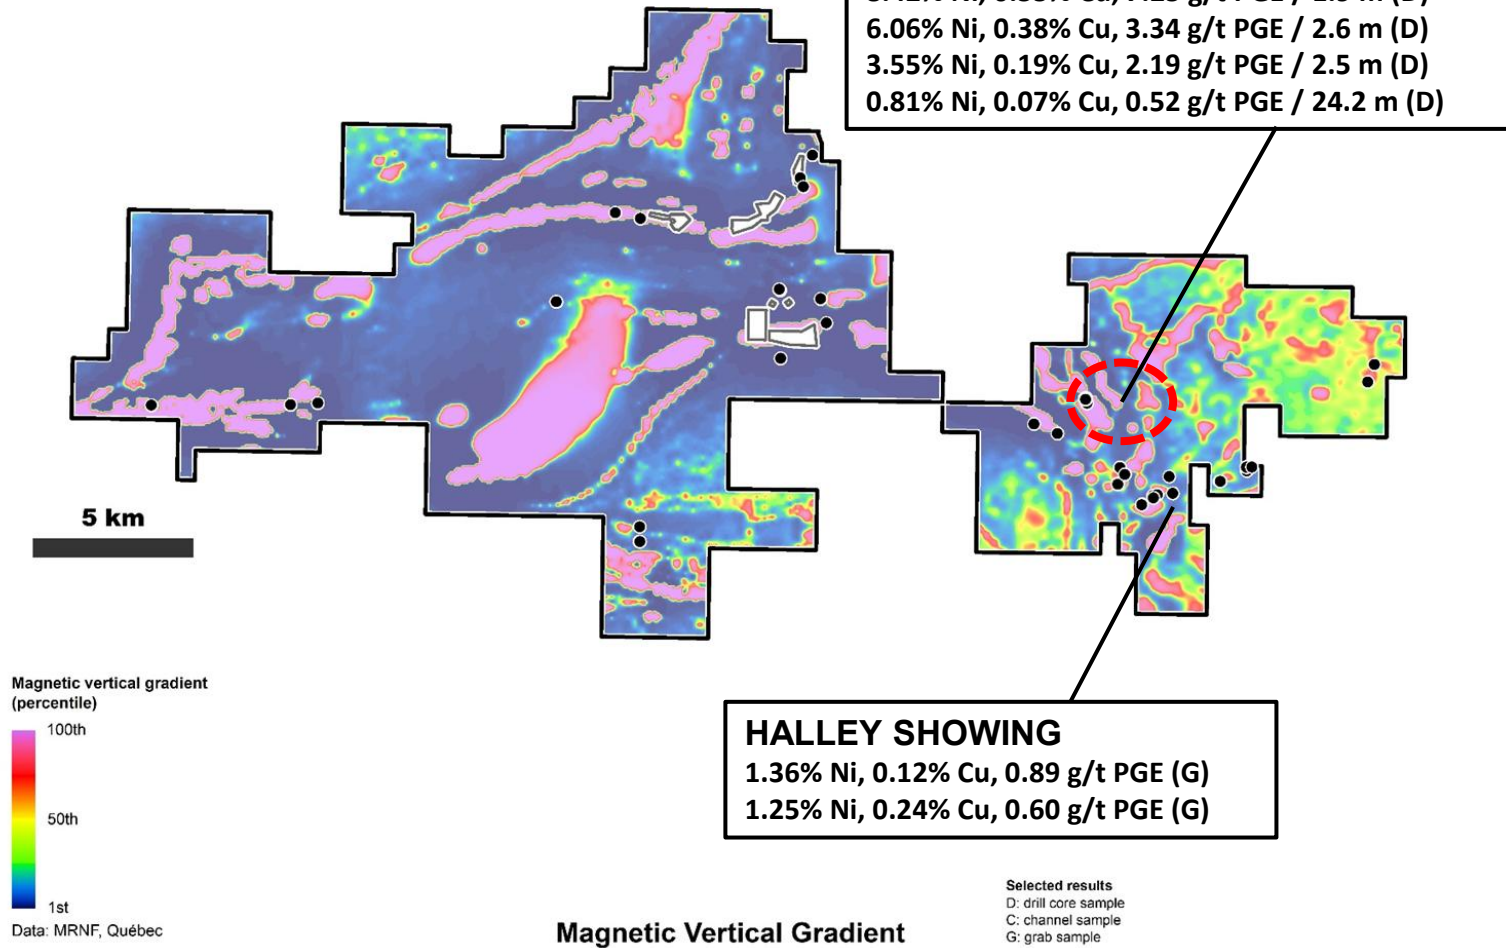 6.06% Ni, 0.38% Cu, 3.34 g/t PGE / 2.6 m (D)
3.55% Ni, 0.19% Cu, 2.19 g/t PGE / 2.5 m (D)
0.81% Ni, 0.07% Cu, 0.52 g/t PGE / 24.2 m (D)
5 km
HALLEY SHOWING
1.36% Ni, 0.12% Cu, 0.89 g/t PGE (G)
1.25% Ni, 0.24% Cu, 0.60 g/t PGE (G)
Magnetic vertical gradient
(percentile)
100th
50th
1st
Data: MRNF, Québec
Magnetic Vertical Gradient
Selected results
D: drill core sample
C: channel sample
G: grab sample